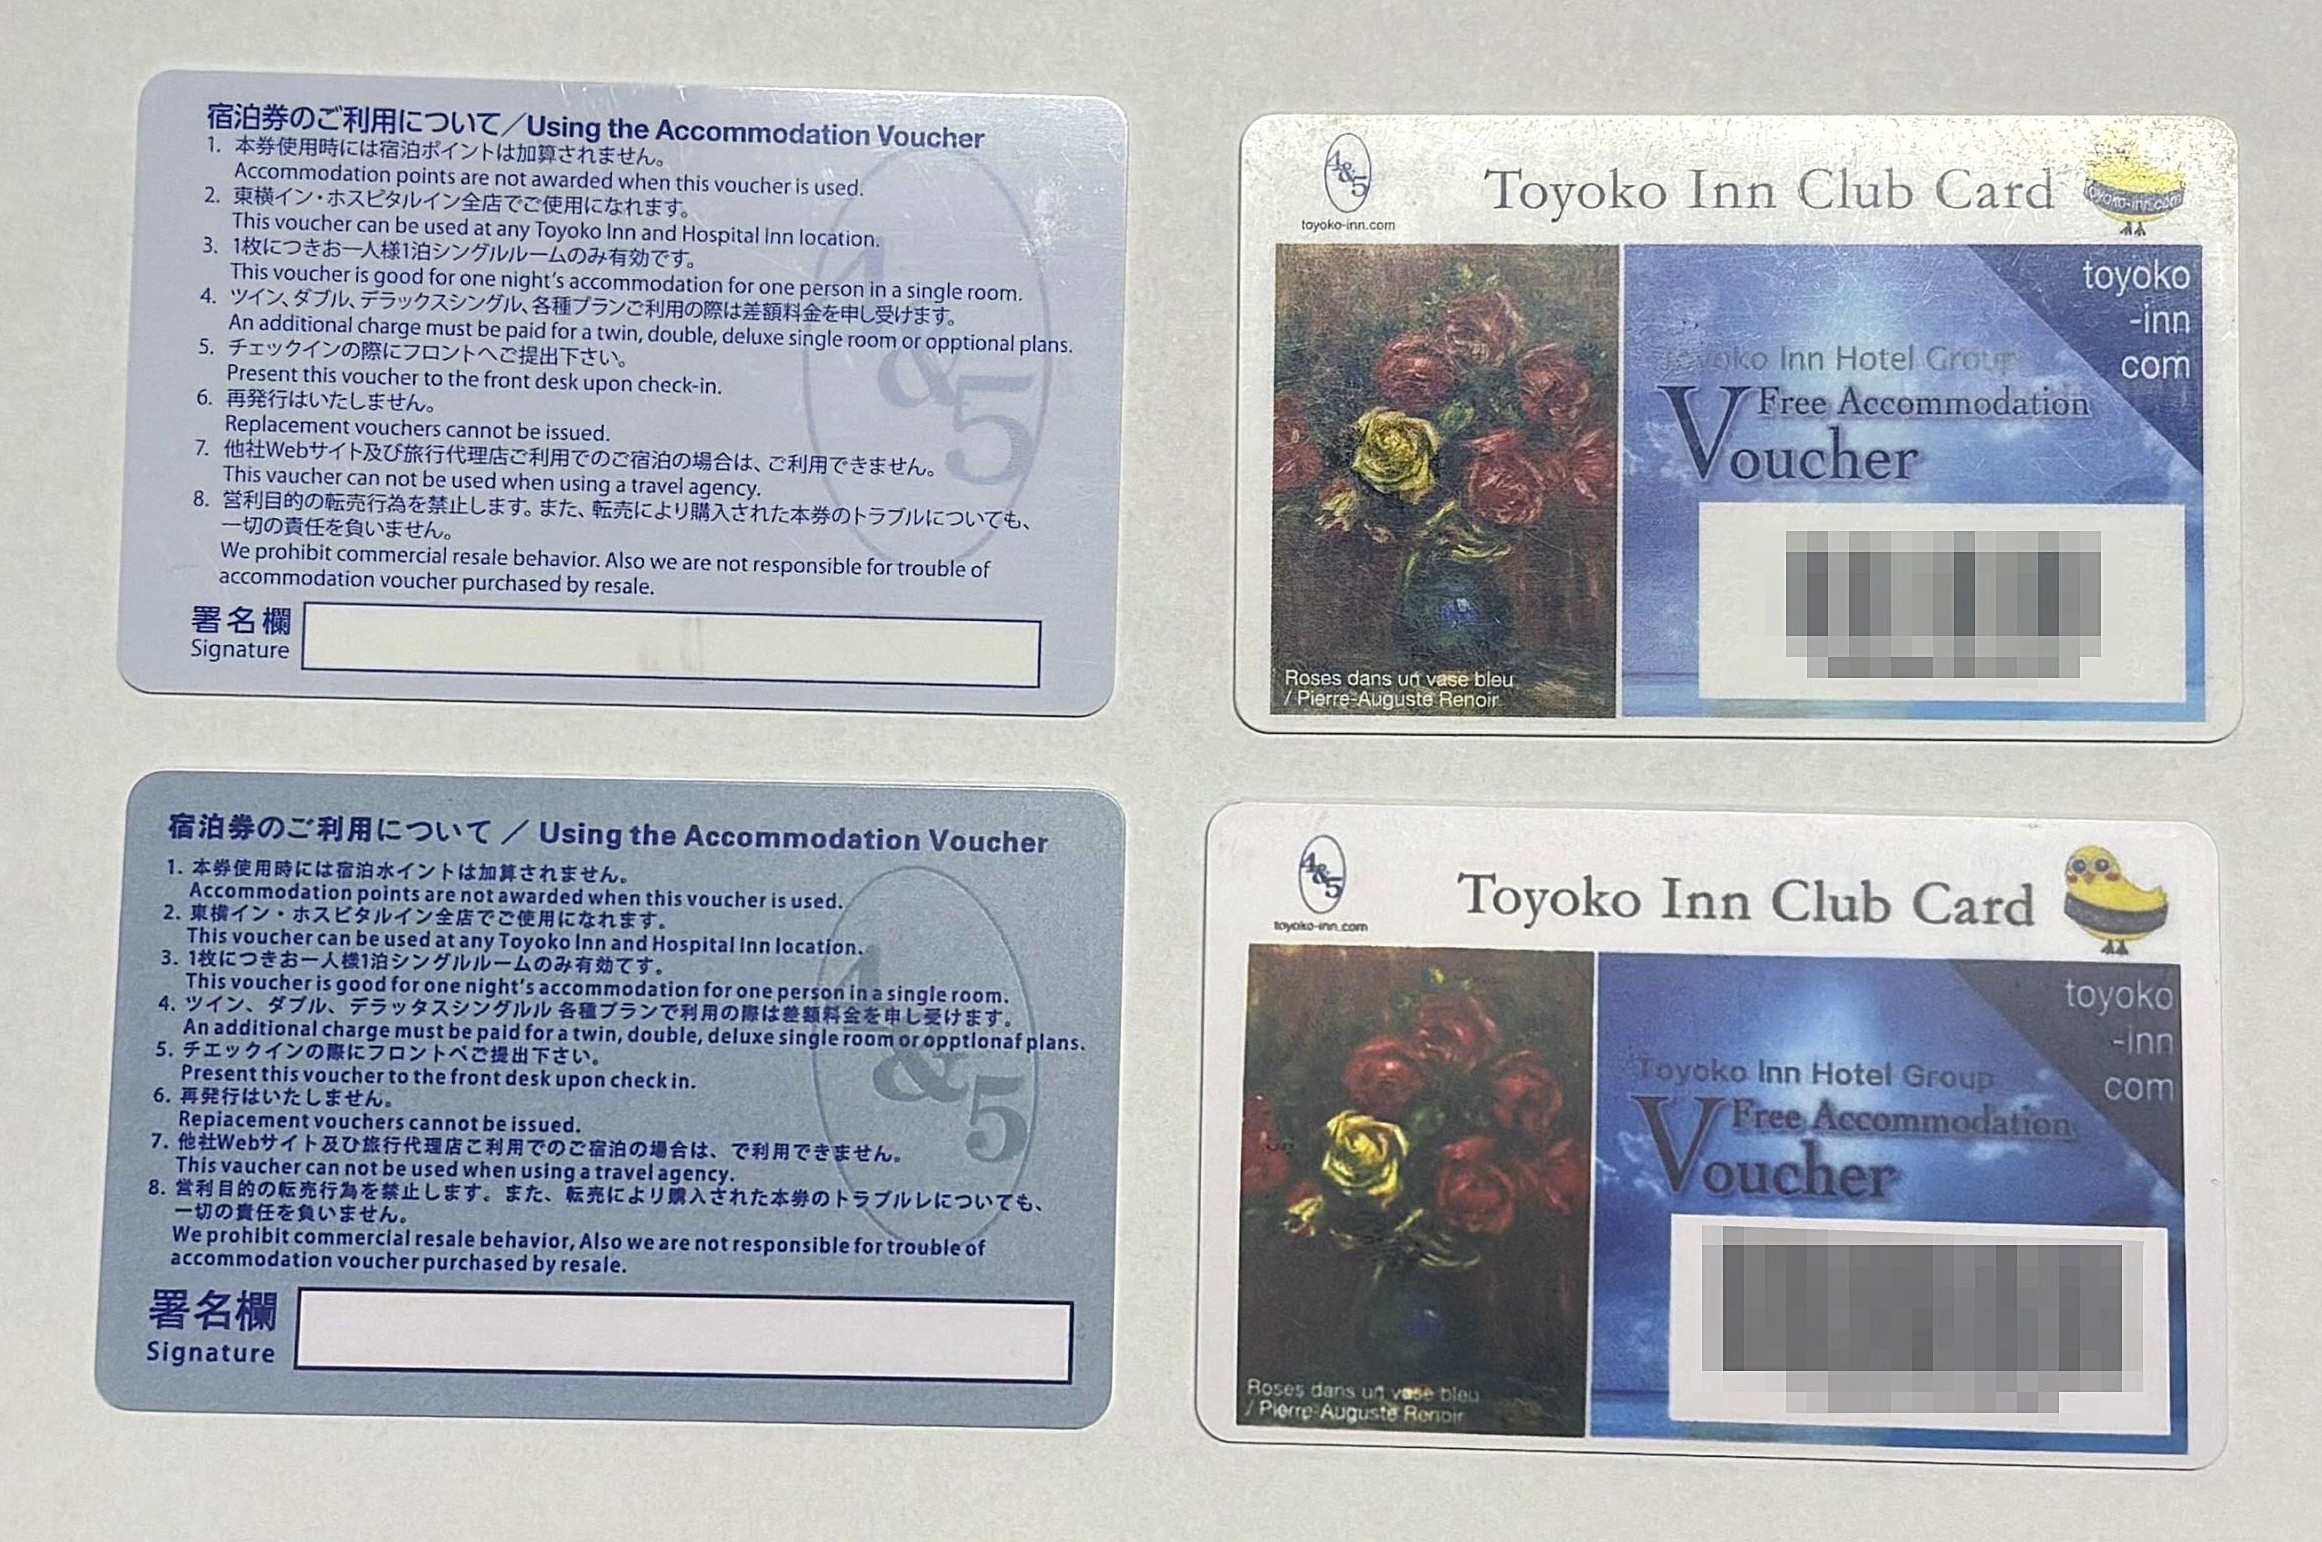 宿泊券のご利用について／Using the Accommodation Voucher
1. 本券使用時には宿泊ポイントは加算されません。
Accommodation points are not awarded when this voucher is used.
2. 東横イン・ホスピタルイン全店でご使用になれます。
This voucher can be used at any Toyoko Inn and Hospital Inn location.
3. 1枚につきお一人様1泊シングルルームのみ有効です。
This voucher is good for one night's accommodation for one person in a single room.
4. ツイン、ダブル、デラックスシングル、各種プランご利用の際は差額料金を申し受けます。
An additional charge must be paid for a twin, double, deluxe single room or opptional plans.
5. チェックインの際にフロントへご提出下さい。
Present this voucher to the front desk upon check-in.
6. 再発行はいたしません。
Replacement vouchers cannot be issued.
7. 他社Webサイト及び旅行代理店ご利用でのご宿泊の場合は、ご利用できません。
This vaucher can not be used when using a travel agency.
8. 営利目的の転売行為を禁止します。また、転売により購入された本券のトラブルについても、
一切の責任を負いません。
We prohibit commercial resale behavior. Also we are not responsible for trouble of
accommodation voucher purchased by resale.
署名欄
Signature
4&5
4&5
toyoko-inn.com
Toyoko Inn Club Card
toyoko-inn.com
toyoko
-inn
com
Toyoko Inn Hotel Group
Free Accommodation
Voucher
Roses dans un vase bleu
/ Pierre-Auguste Renoir
宿泊券のご利用について ／ Using the Accommodation Voucher
1. 本券使用時には宿泊水イントは加算されません。
Accommodation points are not awarded when this voucher is used.
2. 東横イン・ホスピタルイン全店でご使用になれます。
This voucher can be used at any Toyoko Inn and Hospital Inn location.
3. 1枚につきお一人様1泊シングルルームのみ有効てす。
This voucher is good for one night's accommodation for one person in a single room.
4. ツイン、ダブル、デラッタスシングルル 各種プランで利用の際は差額料金を申し受けます。
An additional charge must be paid for a twin, double, deluxe single room or opptionaf plans.
5. チエックインの際にフロントペご提出下さい。
Present this voucher to the front desk upon check in.
6. 再発行はいたしません。
Repiacement vouchers cannot be issued.
7. 他社Webサイト及ひ旅行代理店こ利用でのご宿泊の場合は、で利用できません。
This vaucher can not be used when using a travel agency.
8. 営利目的の転売行為を禁止します。また、転売により購入された本券のトラブルレについても、
一切の責任を負いません。
We prohibit commercial resale behavior, Also we are not responsible for trouble of
accommodation voucher purchased by resale.
署名欄
Signature
4&5
4&5
toyoko-inn.com
Toyoko Inn Club Card
toyoko
-inn
com
Toyoko Inn Hotel Group
Free Accommodation
Voucher
Roses dans un vase bleu
/ Pierre-Auguste Renoir